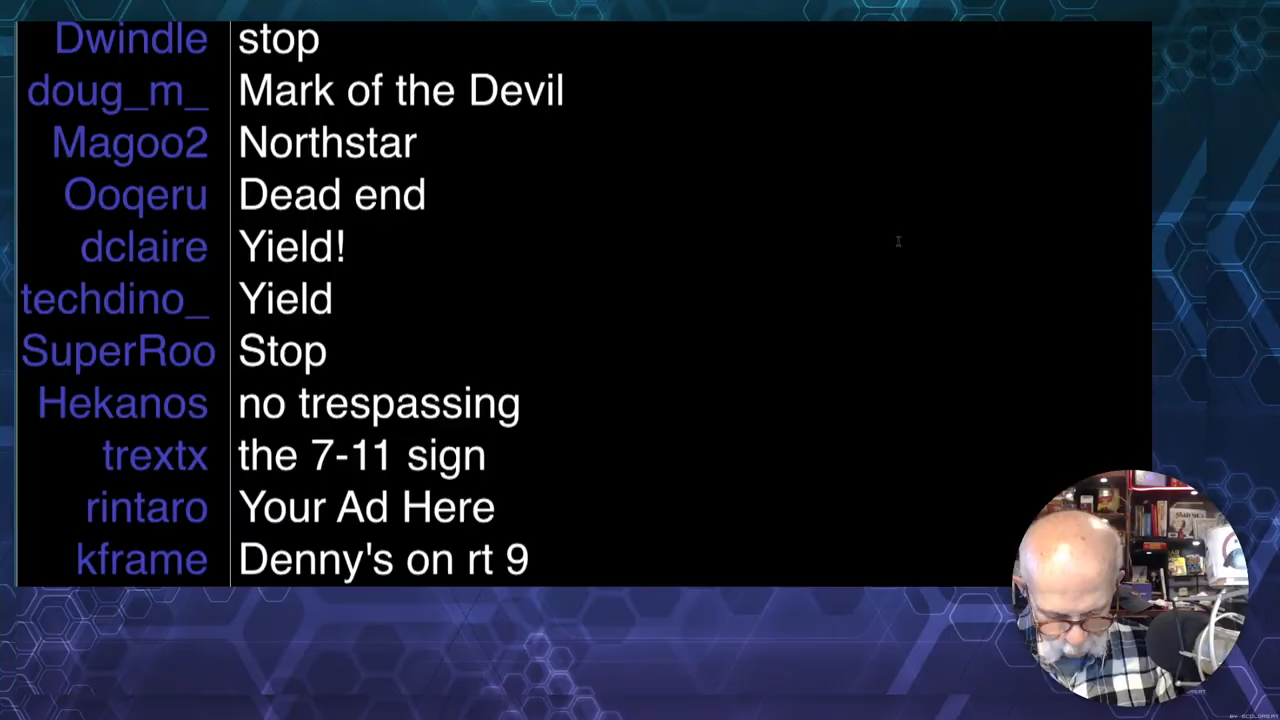 Dwindle stop
doug_m_ Mark of the Devil
Magoo2 Northstar
Ooqeru Dead end
dclaire Yield!
techdino_ Yield
SuperRoo Stop
Hekanos no trespassing
trextx the 7-11 sign
rintaro Your Ad Here
kframe Denny's on rt 9